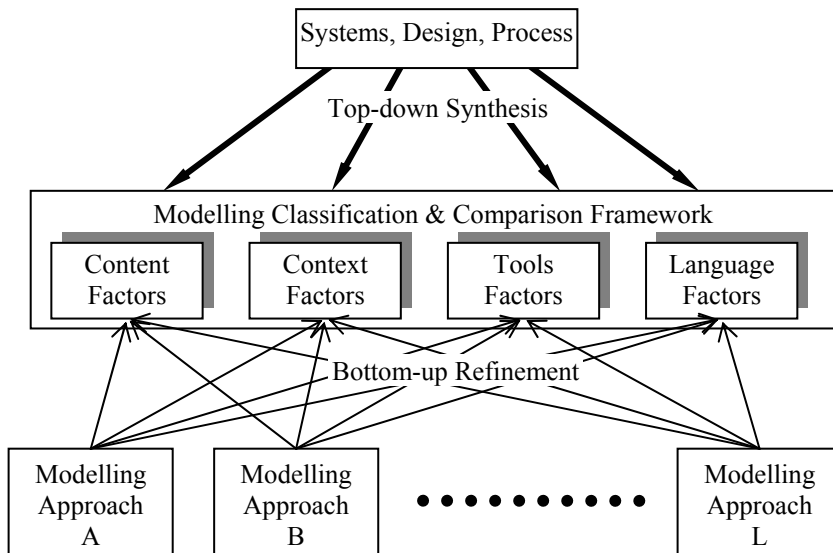 Systems, Design, Process
Top-down Synthesis
Modelling Classification & Comparison Framework
Content
Factors
Context
Factors
Tools
Factors
Language
Factors
Bottom-up Refinement
Modelling
Approach
A
Modelling
Approach
B
Modelling
Approach
L